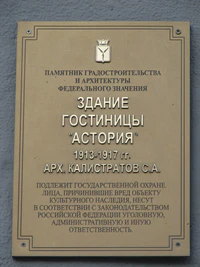 ПАМЯТНИК ГРАДОСТРОИТЕЛЬСТВА
И АРХИТЕКТУРЫ
ФЕДЕРАЛЬНОГО ЗНАЧЕНИЯ
ЗДАНИЕ
ГОСТИНИЦЫ
"АСТОРИЯ"
1913-1917 гг.
АРХ. КАЛИСТРАТОВ С.А.
ПОДЛЕЖИТ ГОСУДАРСТВЕННОЙ ОХРАНЕ.
ЛИЦА, ПРИЧИНИВШИЕ ВРЕД ОБЪЕКТУ
КУЛЬТУРНОГО НАСЛЕДИЯ, НЕСУТ
В СООТВЕТСТВИИ С ЗАКОНОДАТЕЛЬСТВОМ
РОССИЙСКОЙ ФЕДЕРАЦИИ УГОЛОВНУЮ,
АДМИНИСТРАТИВНУЮ И ИНУЮ
ОТВЕТСТВЕННОСТЬ.